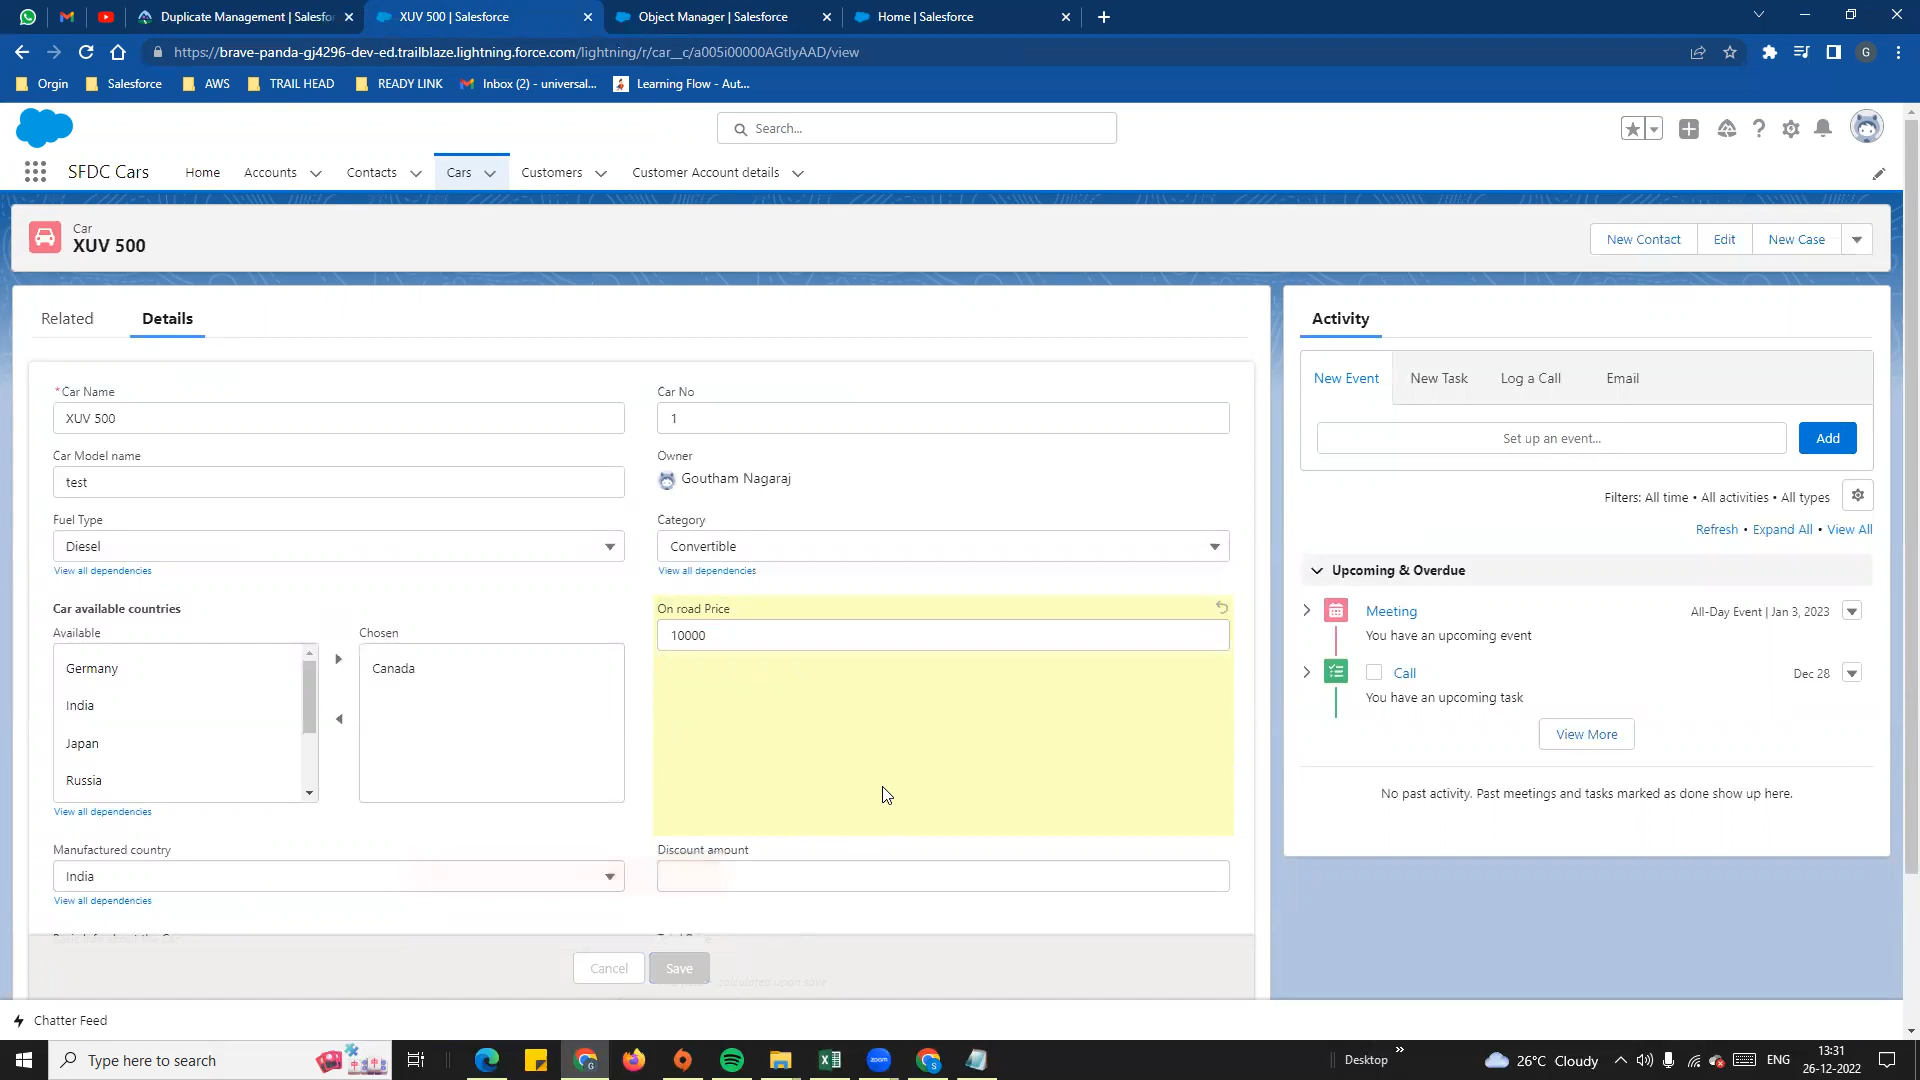 Duplicate Management | Salesfor
XUV 500 | Salesforce
Object Manager | Salesforce
Home | Salesforce
https://brave-panda-gj4296-dev-ed.trailblaze.lightning.force.com/lightning/r/car__c/a005i00000AGtlyAAD/view
G
Orgin
Salesforce
AWS
TRAIL HEAD
READY LINK
Inbox (2) - universal...
Learning Flow - Aut...
Search...
SFDC Cars
Home
Accounts
Contacts
Cars
Customers
Customer Account details
Car
XUV 500
New Contact
Edit
New Case
Related
Details
*Car Name
XUV 500
Car No
1
Car Model name
test
Owner
Goutham Nagaraj
Fuel Type
Diesel
View all dependencies
Category
Convertible
View all dependencies
Car available countries
Available
Germany
India
Japan
Russia
Chosen
Canada
View all dependencies
On road Price
10000
Manufactured country
India
View all dependencies
Discount amount
Cancel
Save
calculated upon save
Activity
New Event
New Task
Log a Call
Email
Set up an event...
Add
Filters: All time • All activities • All types
Refresh • Expand All • View All
Upcoming & Overdue
Meeting
All-Day Event | Jan 3, 2023
You have an upcoming event
Call
Dec 28
You have an upcoming task
View More
No past activity. Past meetings and tasks marked as done show up here.
Chatter Feed
Type here to search
zoom
Desktop
26°C Cloudy
ENG
13:31
26-12-2022